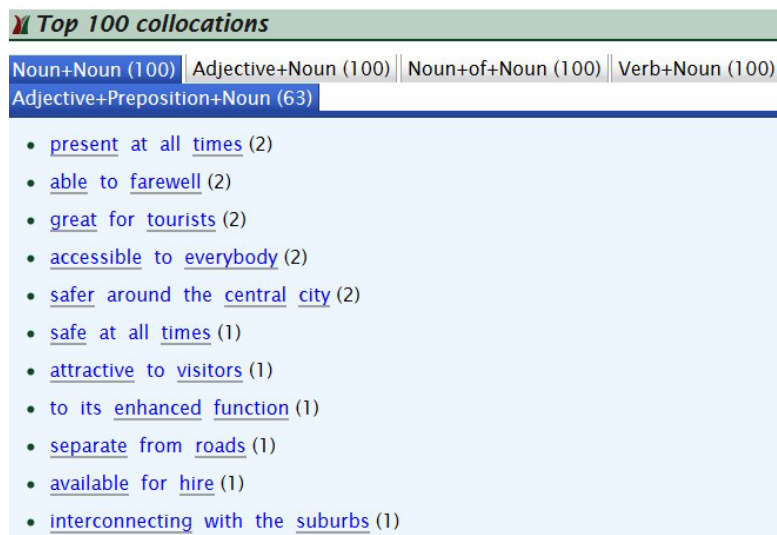 Top 100 collocations
Noun+Noun (100) Adjective+Noun (100) Noun+of+Noun (100) Verb+Noun (100)
Adjective+Preposition+Noun (63)
• present at all times (2)
• able to farewell (2)
• great for tourists (2)
• accessible to everybody (2)
• safer around the central city (2)
• safe at all times (1)
• attractive to visitors (1)
• to its enhanced function (1)
• separate from roads (1)
• available for hire (1)
• interconnecting with the suburbs (1)